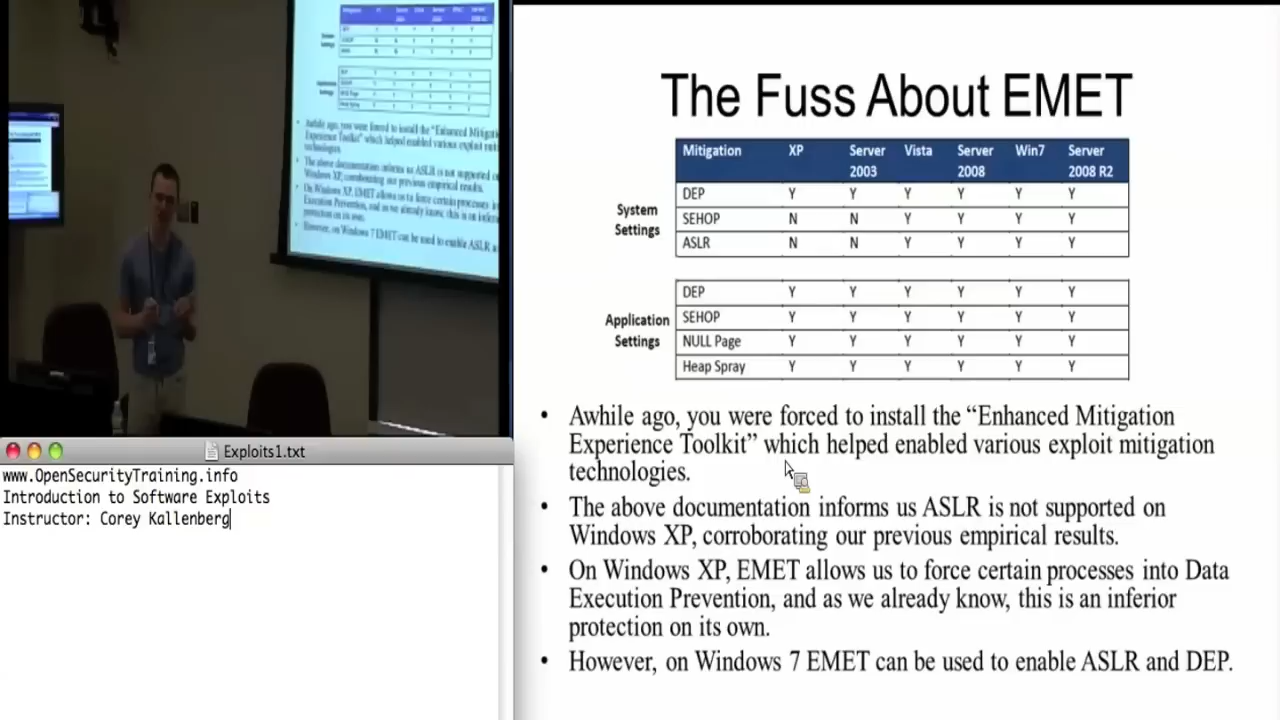 The Fuss About EMET
Mitigation XP Server 2003 Vista Server 2008 Win7 Server 2008 R2
System Settings
DEP Y Y Y Y Y Y
SEHOP N N Y Y Y Y
ASLR N N Y Y Y Y
Application Settings
DEP Y Y Y Y Y Y
SEHOP Y Y Y Y Y Y
NULL Page Y Y Y Y Y Y
Heap Spray Y Y Y Y Y Y
• Awhile ago, you were forced to install the “Enhanced Mitigation
Experience Toolkit” which helped enabled various exploit mitigation
technologies.
• The above documentation informs us ASLR is not supported on
Windows XP, corroborating our previous empirical results.
• On Windows XP, EMET allows us to force certain processes into Data
Execution Prevention, and as we already know, this is an inferior
protection on its own.
• However, on Windows 7 EMET can be used to enable ASLR and DEP.
Exploits1.txt
www.OpenSecurityTraining.info
Introduction to Software Exploits
Instructor: Corey Kallenberg